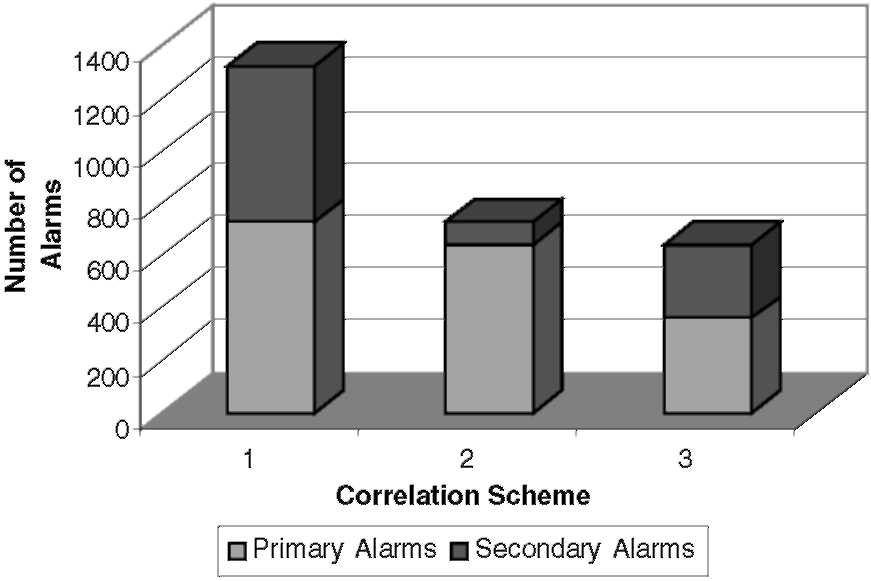 1400
1200
1000
800
600
400
200
0
Number of
Alarms
1 2 3
Correlation Scheme
Primary Alarms Secondary Alarms